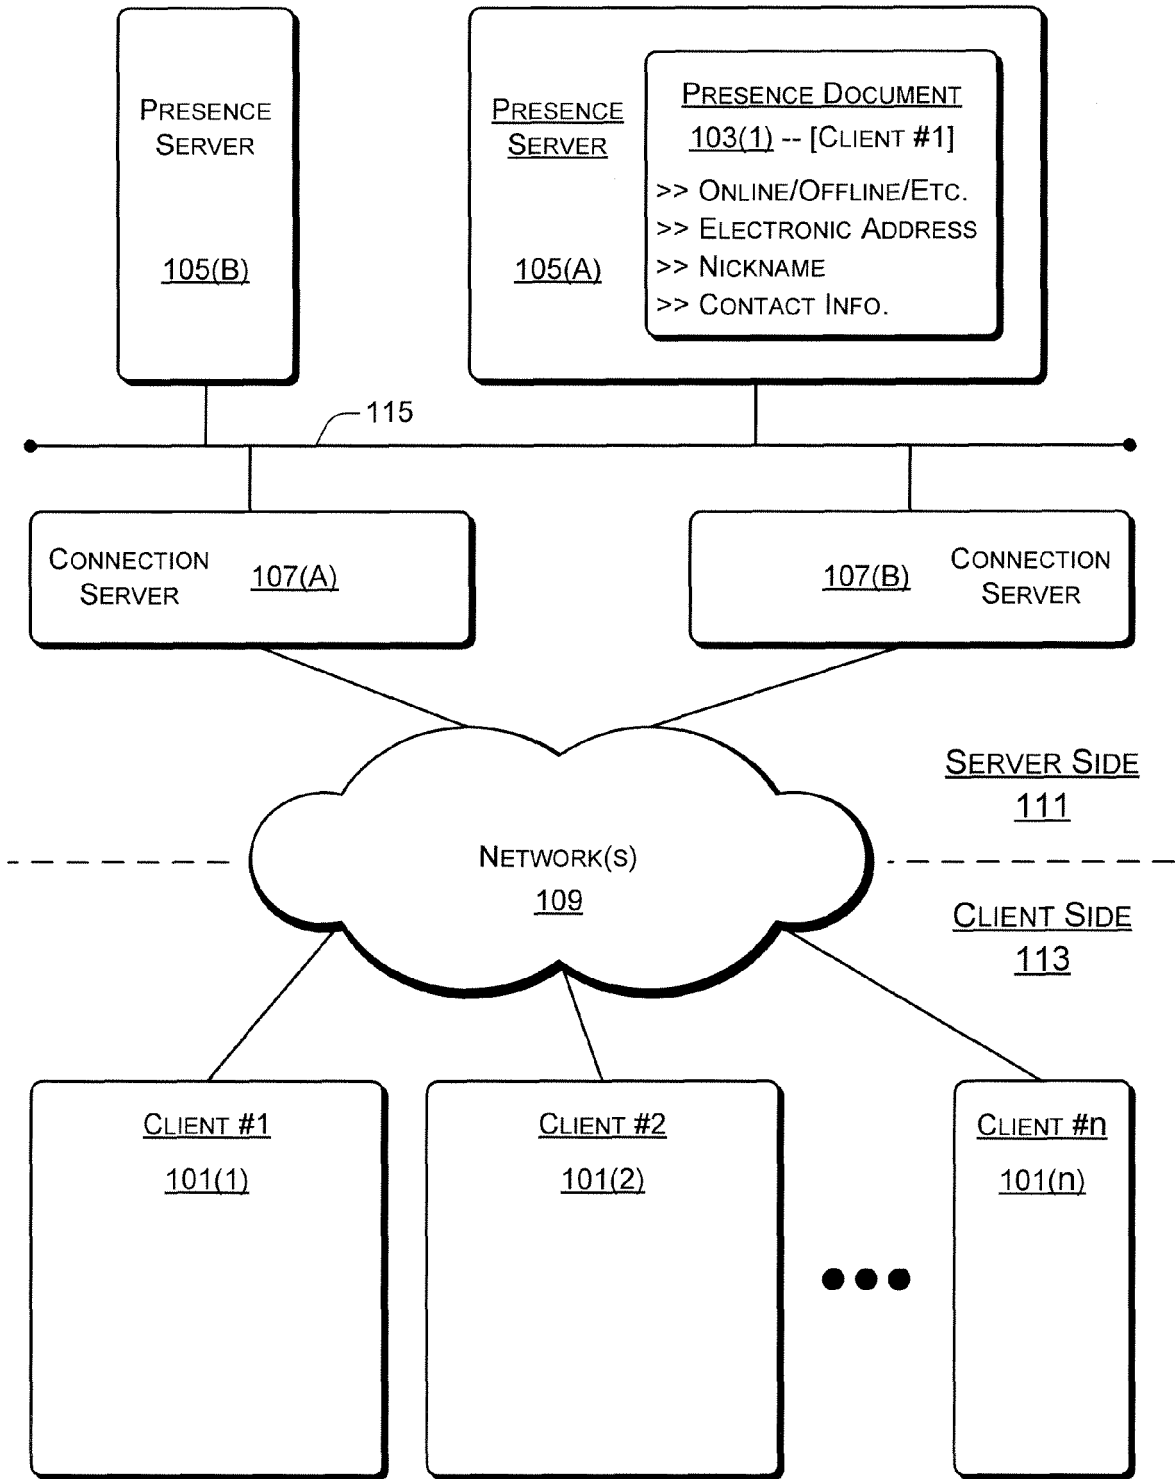 PRESENCE
SERVER
105(B)
PRESENCE
SERVER
105(A)
PRESENCE DOCUMENT
103(1) -- [CLIENT #1]
>> ONLINE/OFFLINE/ETC.
>> ELECTRONIC ADDRESS
>> NICKNAME
>> CONTACT INFO.
115
CONNECTION
SERVER
107(A)
107(B)
CONNECTION
SERVER
SERVER SIDE
111
NETWORK(S)
109
CLIENT SIDE
113
CLIENT #1
101(1)
CLIENT #2
101(2)
CLIENT #n
101(n)